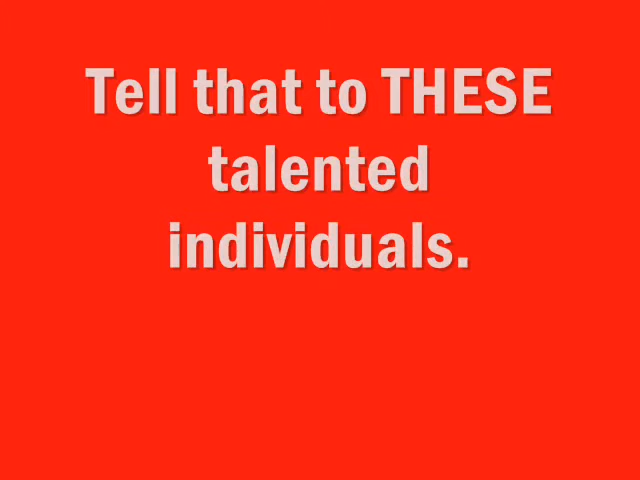 Tell that to THESE
talented
individuals.